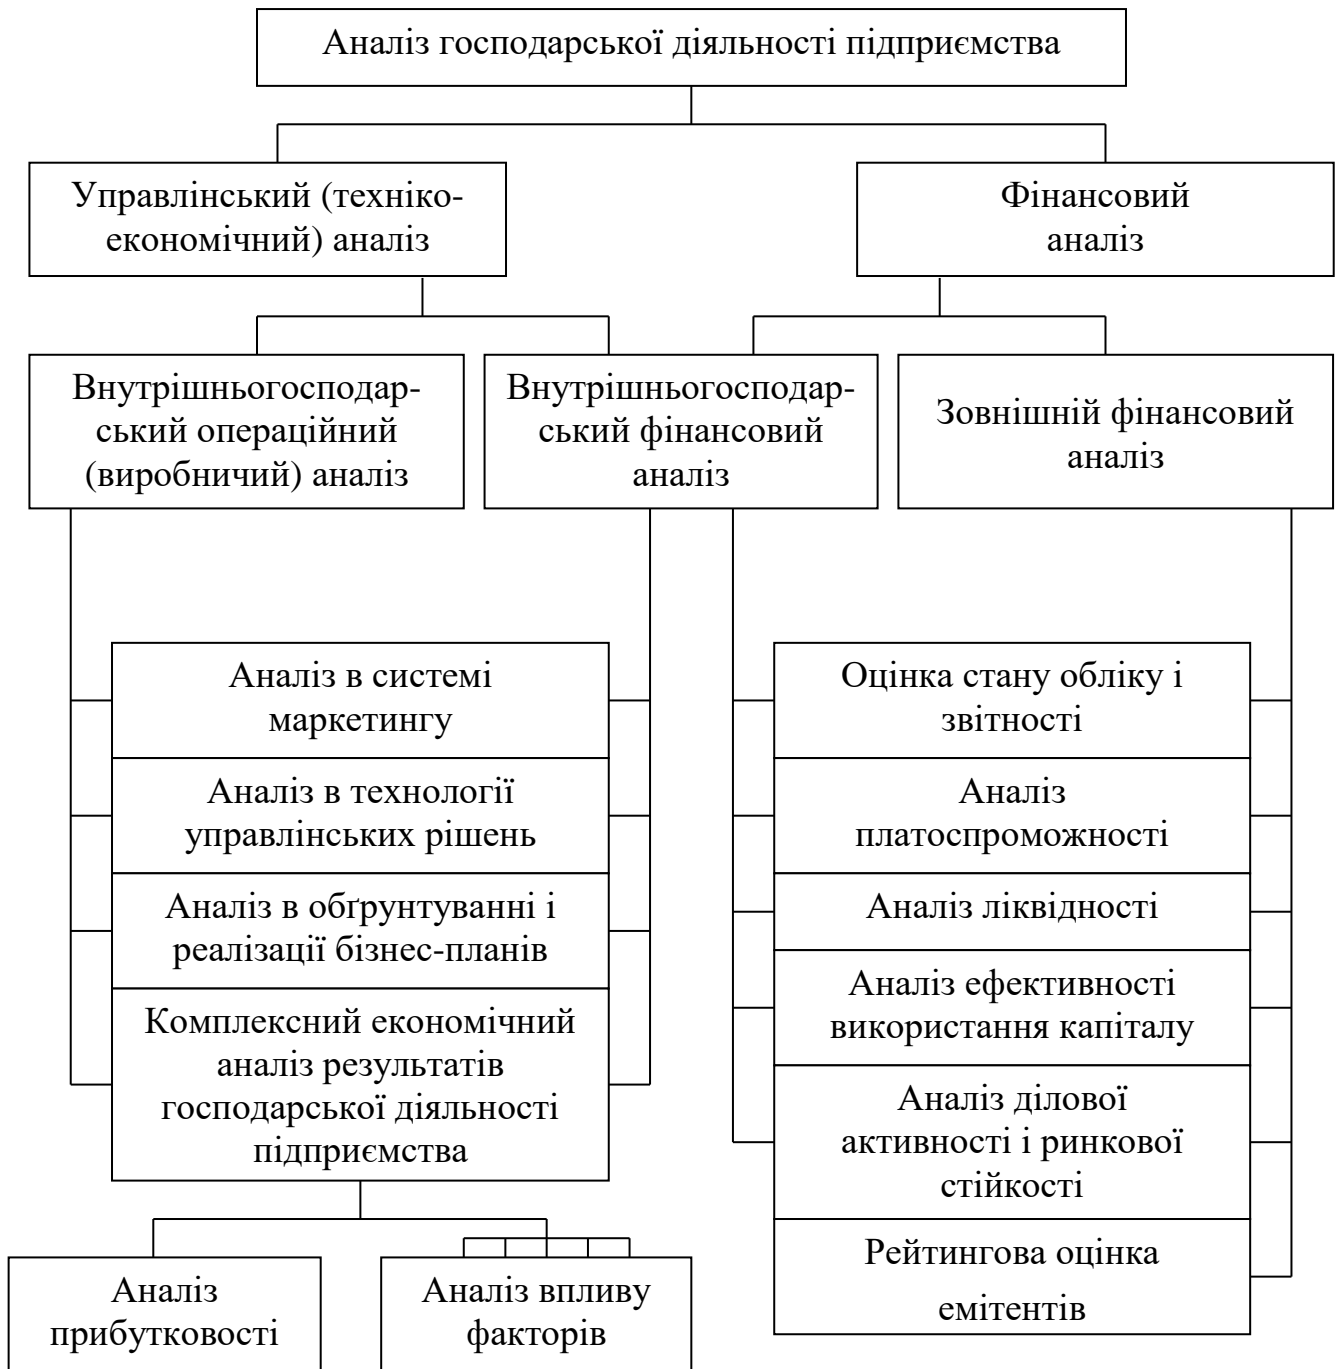 Аналіз господарської діяльності підприємства
Управлінський (техніко-
економічний) аналіз
Фінансовий
аналіз
Внутрішньогосподар-
ський операційний
(виробничий) аналіз
Внутрішньогосподар-
ський фінансовий
аналіз
Зовнішній фінансовий
аналіз
Аналіз в системі
маркетингу
Аналіз в технології
управлінських рішень
Аналіз в обґрунтуванні і
реалізації бізнес-планів
Комплексний економічний
аналіз результатів
господарської діяльності
підприємства
Аналіз
прибутковості
Аналіз впливу
факторів
Оцінка стану обліку і
звітності
Аналіз
платоспроможності
Аналіз ліквідності
Аналіз ефективності
використання капіталу
Аналіз ділової
активності і ринкової
стійкості
Рейтингова оцінка
емітентів